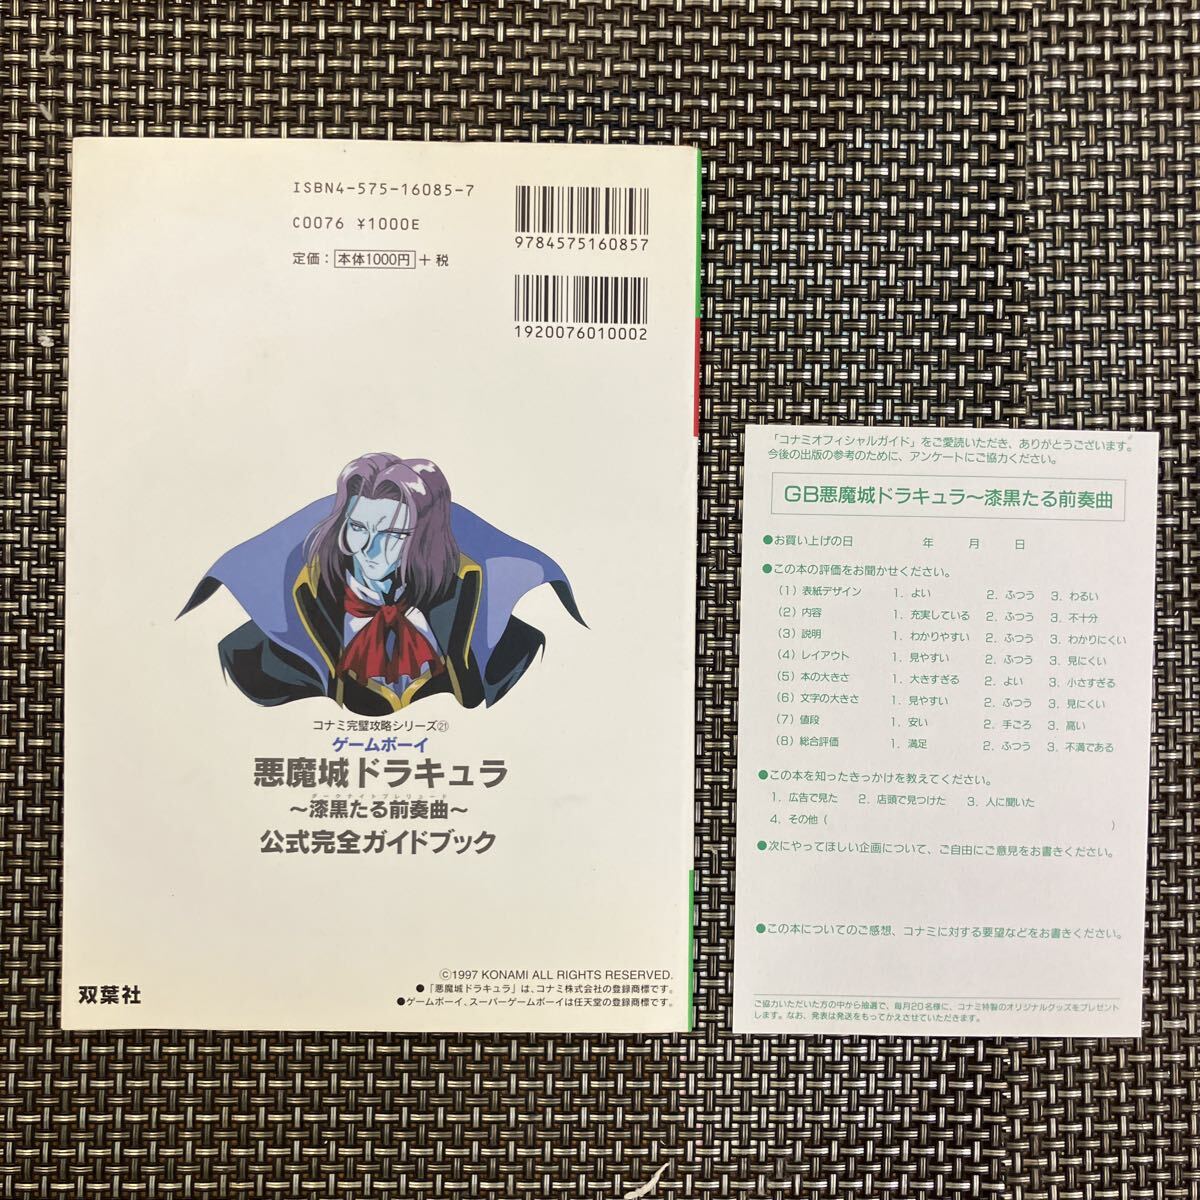 ISBN4-575-16085-7
C0076 ¥1000E
定価：本体1000円＋税
9784575160857
1920076010002
コナミ完璧攻略シリーズ㉑
ゲームボーイ
悪魔城ドラキュラ
ダークナイトプレリュード
〜漆黒たる前奏曲〜
公式完全ガイドブック
©1997 KONAMI ALL RIGHTS RESERVED.
●「悪魔城ドラキュラ」は、コナミ株式会社の登録商標です。
●ゲームボーイ、スーパーゲームボーイは任天堂の登録商標です。
双葉社
「コナミオフィシャルガイド」をご愛読いただき、ありがとうございます。
今後の出版の参考のために、アンケートにご協力ください。
GB悪魔城ドラキュラ〜漆黒たる前奏曲
●お買い上げの日 年 月 日
●この本の評価をお聞かせください。
（1）表紙デザイン 1．よい 2．ふつう 3．わるい
（2）内容 1．充実している 2．ふつう 3．不十分
（3）説明 1．わかりやすい 2．ふつう 3．わかりにくい
（4）レイアウト 1．見やすい 2．ふつう 3．見にくい
（5）本の大きさ 1．大きすぎる 2．よい 3．小さすぎる
（6）文字の大きさ 1．見やすい 2．ふつう 3．見にくい
（7）値段 1．安い 2．手ごろ 3．高い
（8）総合評価 1．満足 2．ふつう 3．不満である
●この本を知ったきっかけを教えてください。
1．広告で見た 2．店頭で見つけた 3．人に聞いた
4．その他（ ）
●次にやってほしい企画について、ご自由にご意見をお書きください。
●この本についてのご感想、コナミに対する要望などをお書きください。
ご協力いただいた方の中から抽選で、毎月20名様に、コナミ特製のオリジナルグッズをプレゼント
します。なお、発表は発送をもってかえさせていただきます。